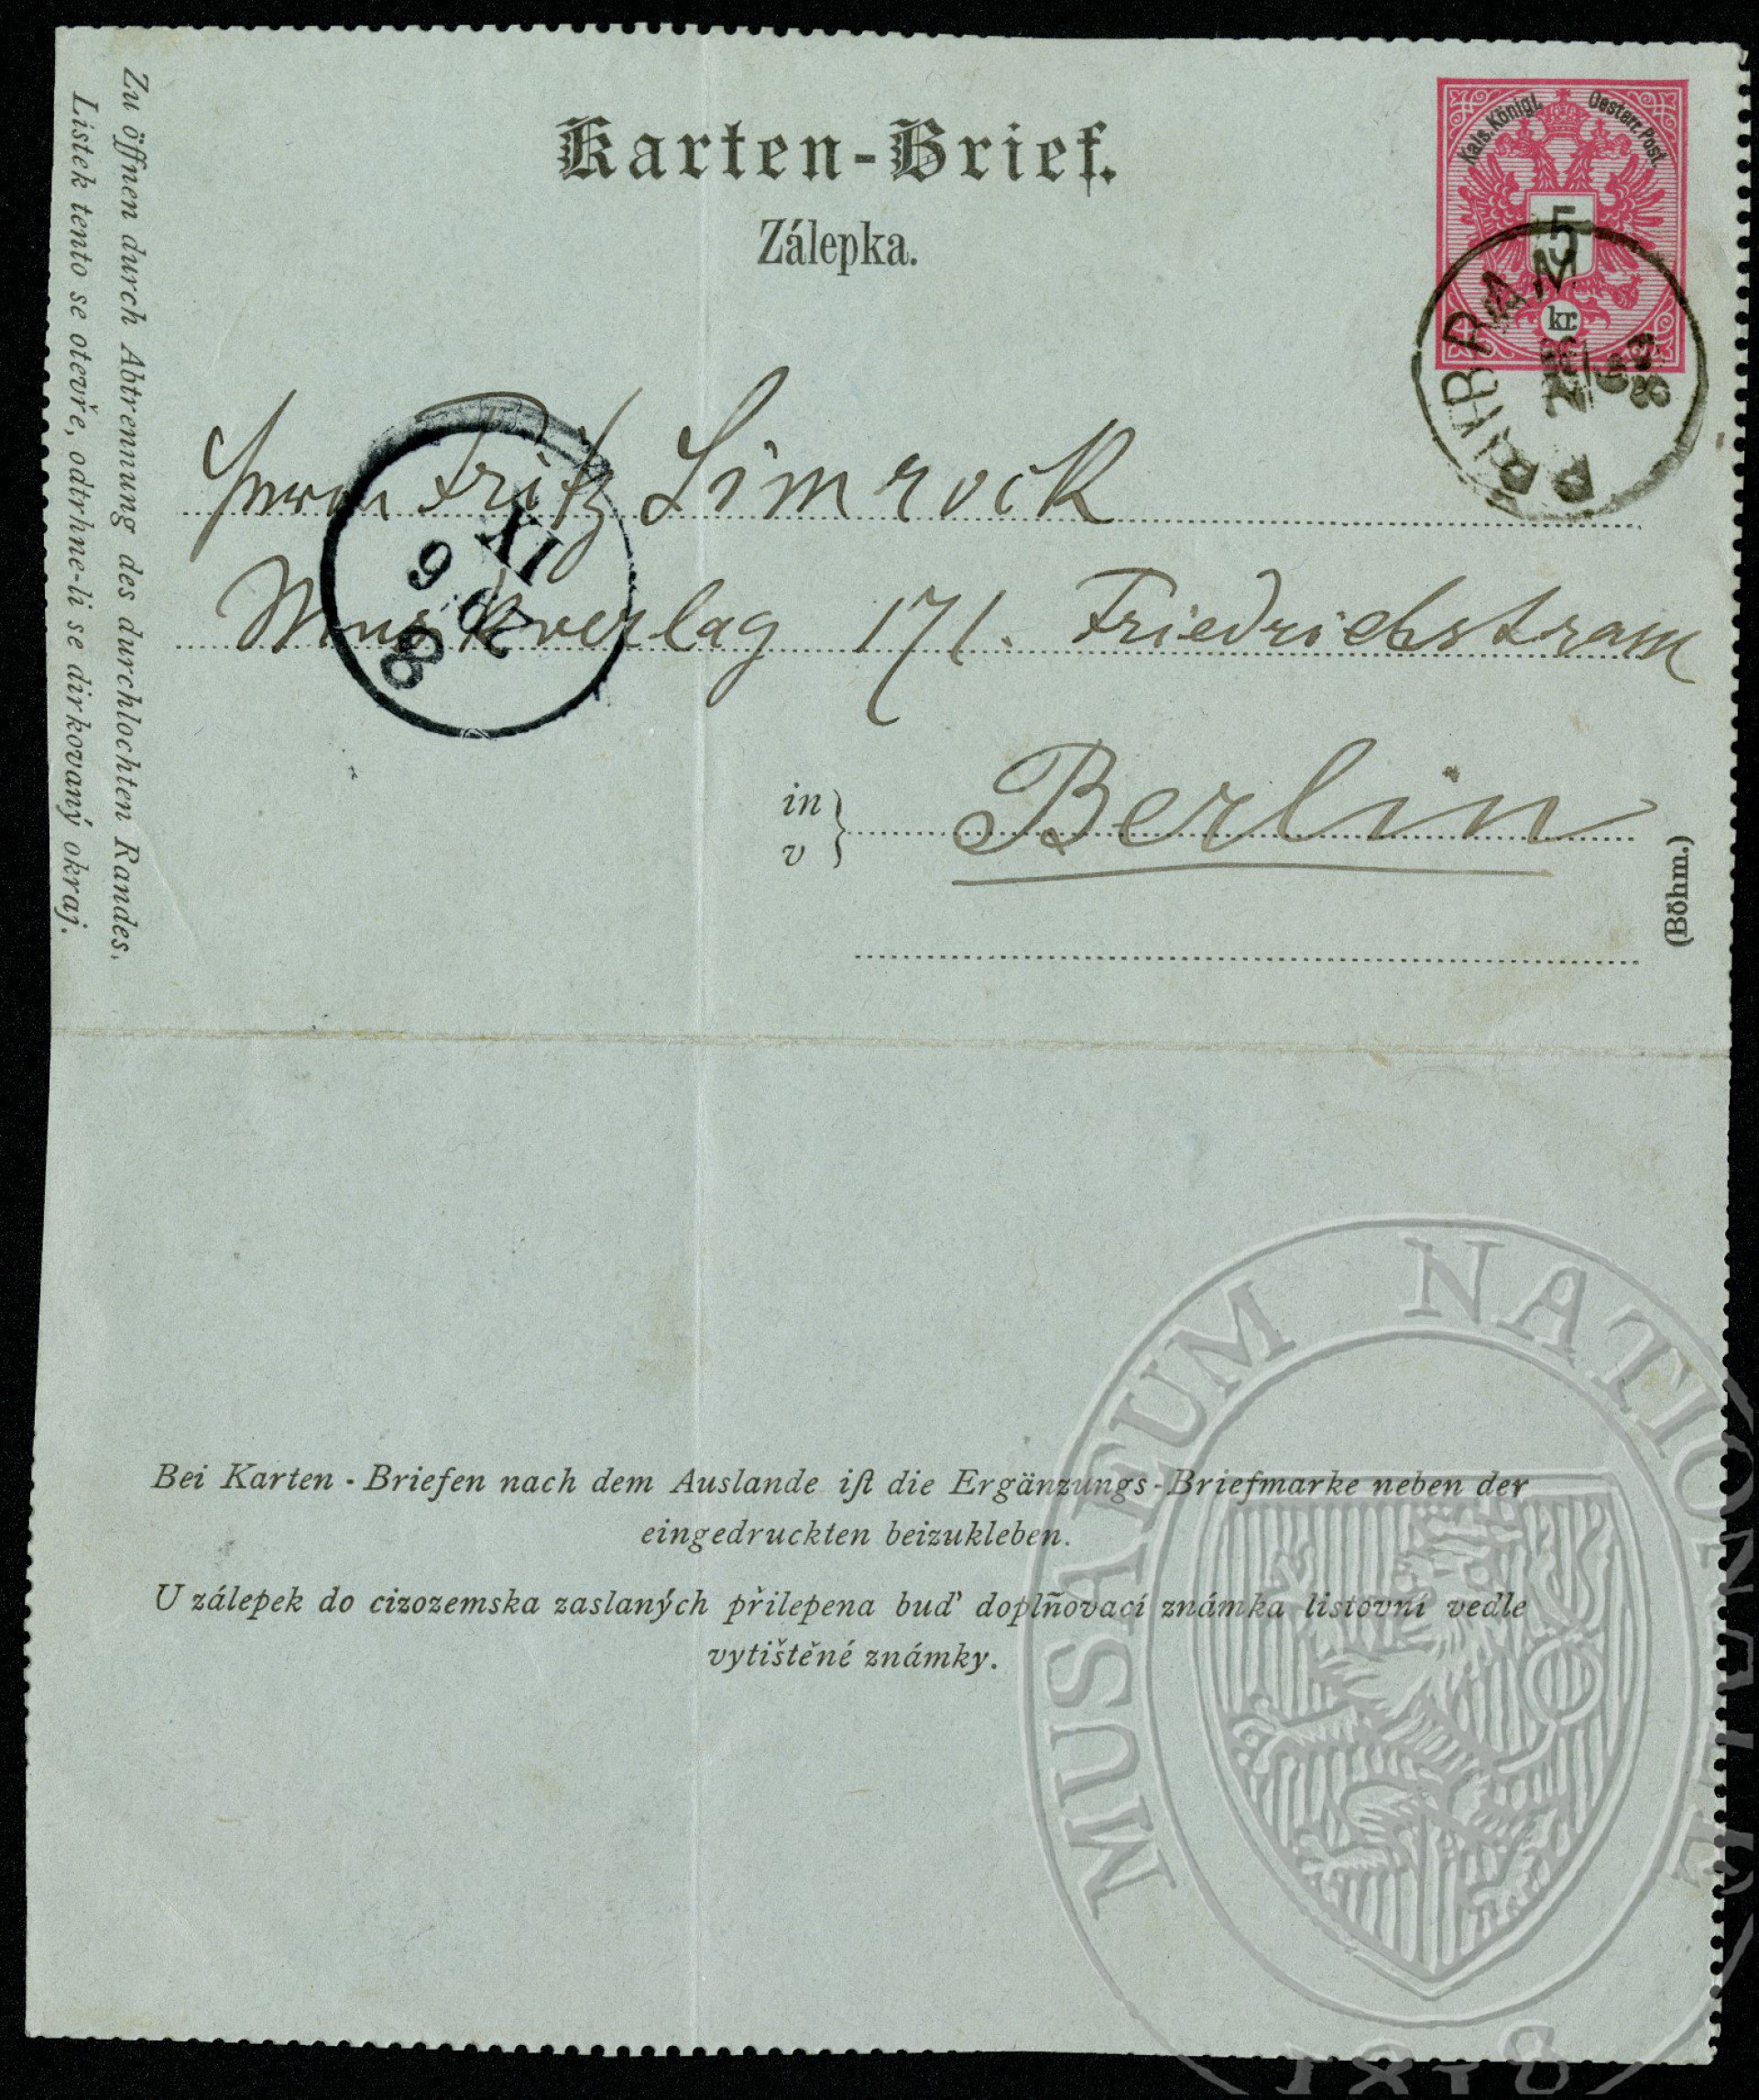 Karten-Brief.
Zálepka.
Kais. Königl. Oesterr. Post.
5
kr.
PRIBRAM
Zu öffnen durch Abtrennung des durchlochten Randes.
Lístek tento se otevře, odtrhne-li se dirkovaný okraj.
Herrn Fritz Simrock
XI
9
8
Musikverlag 171. Friedrichstrasse
in
v
Berlin
(Böhm.)
Bei Karten-Briefen nach dem Auslande ist die Ergänzungs-Briefmarke neben der
eingedruckten beizukleben.
U zálepek do cizozemska zaslaných přilepena buď doplňovací známka listovní vedle
vytištěné známky.
MUSAEUM NATIONALE
1818